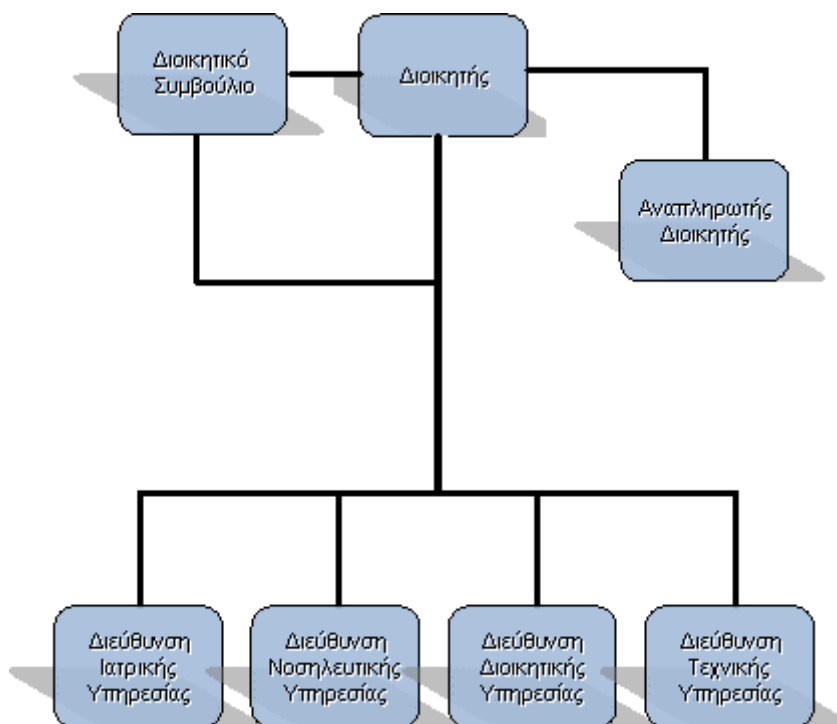 Διοικητικό
Συμβούλιο
Διοικητής
Αναπληρωτής
Διοικητής
Διεύθυνση
Ιατρικής
Υπηρεσίας
Διεύθυνση
Νοσηλευτικής
Υπηρεσίας
Διεύθυνση
Διοικητικής
Υπηρεσίας
Διεύθυνση
Τεχνικής
Υπηρεσίας